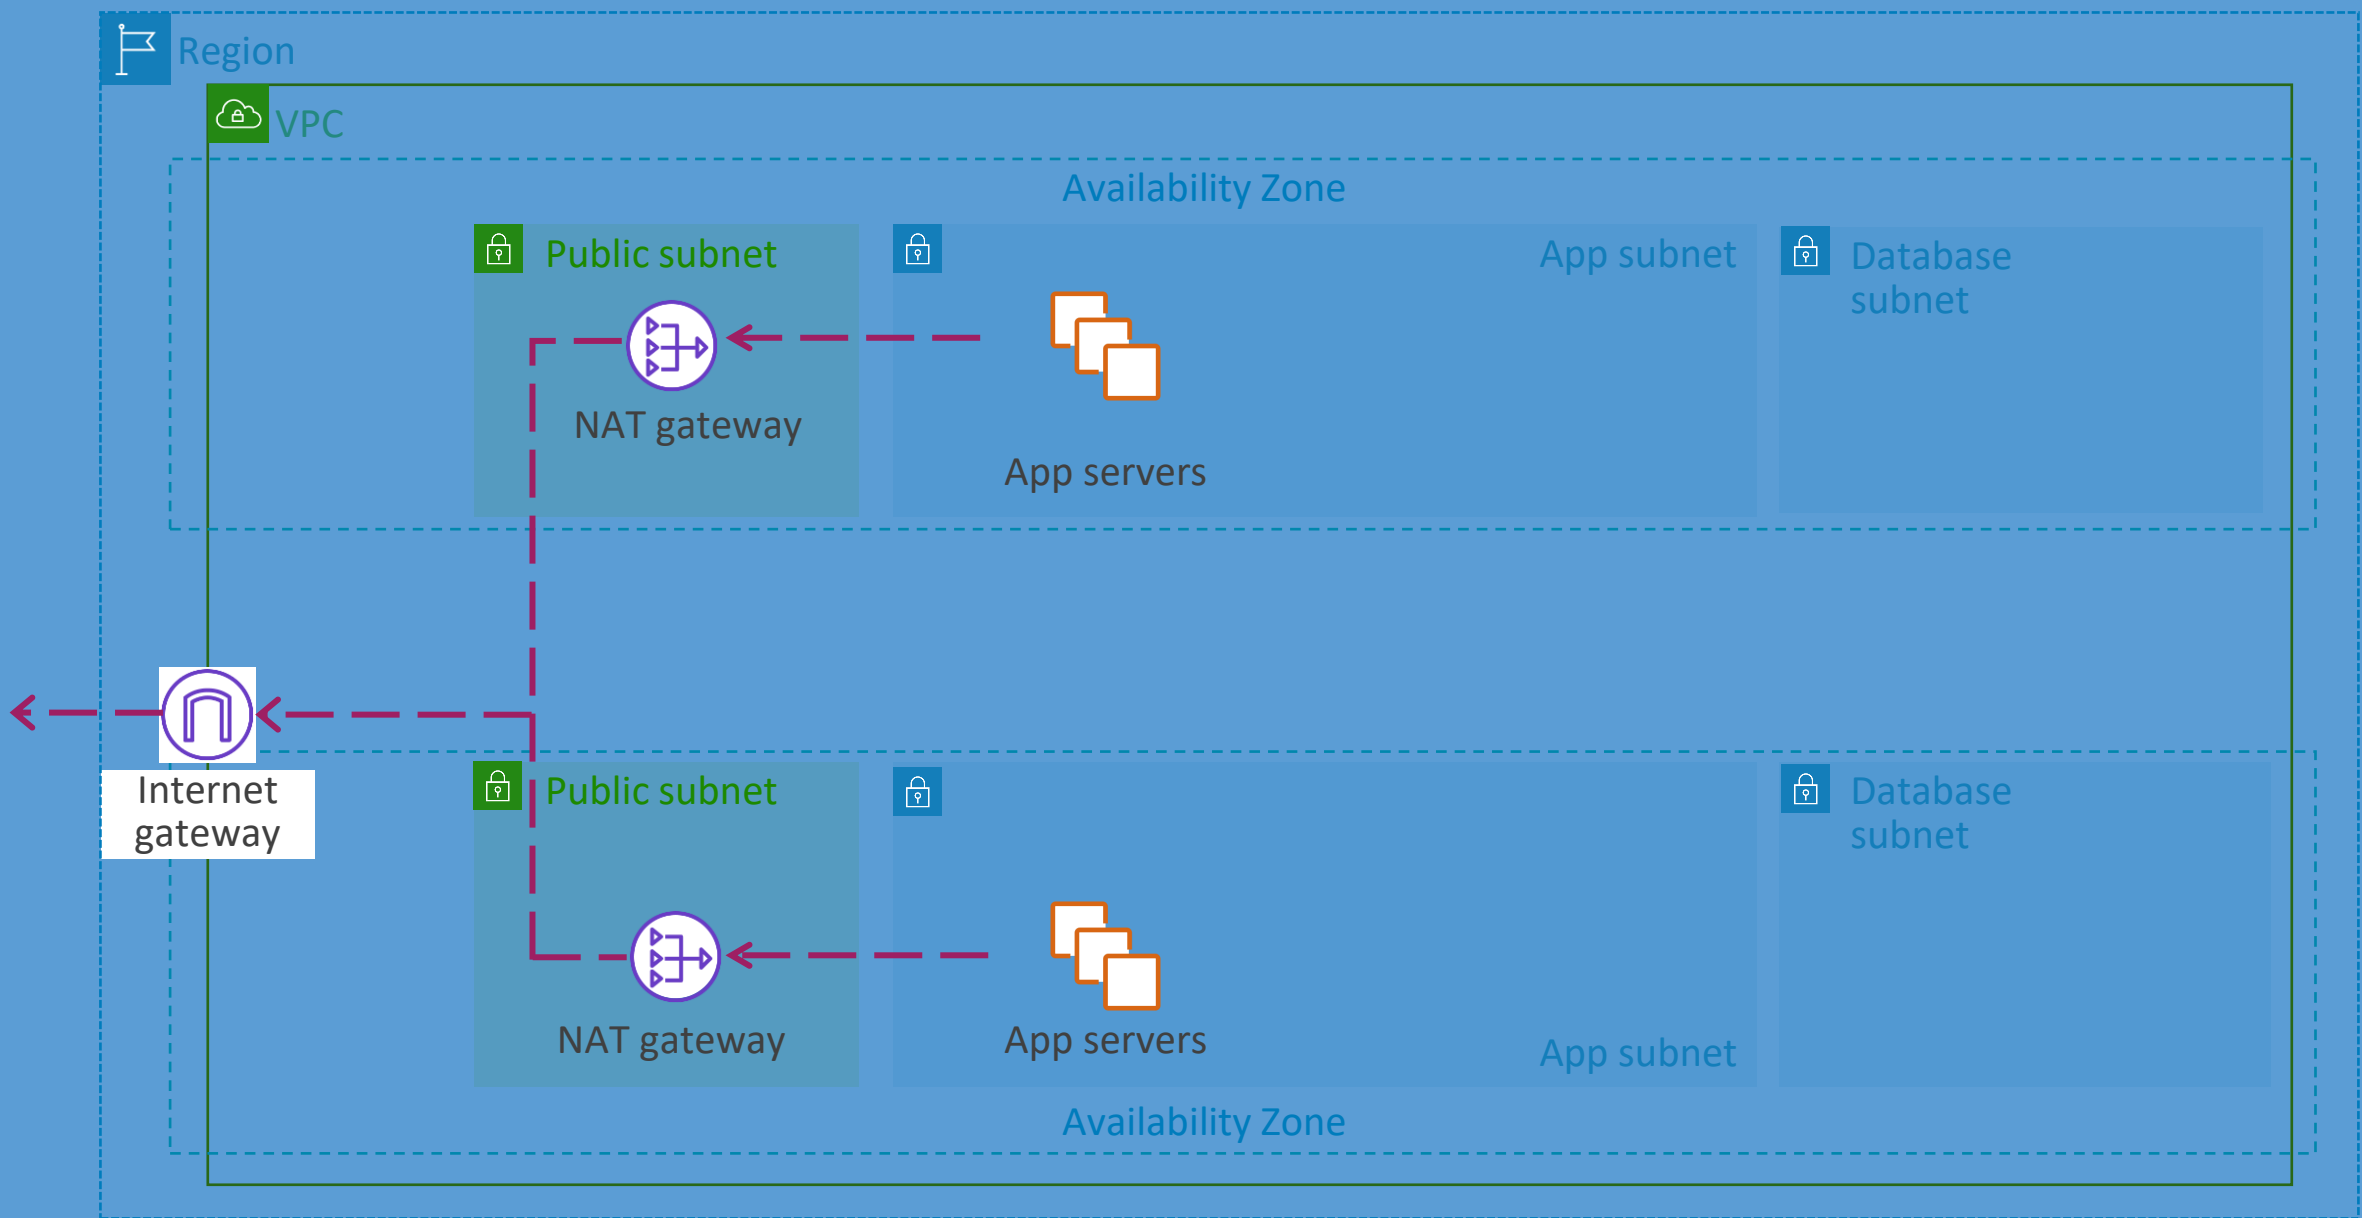 Region
VPC
Availability Zone
Public subnet
App subnet
Database
subnet
NAT gateway
App servers
Internet
gateway
Public subnet
Database
subnet
NAT gateway
App servers
App subnet
Availability Zone